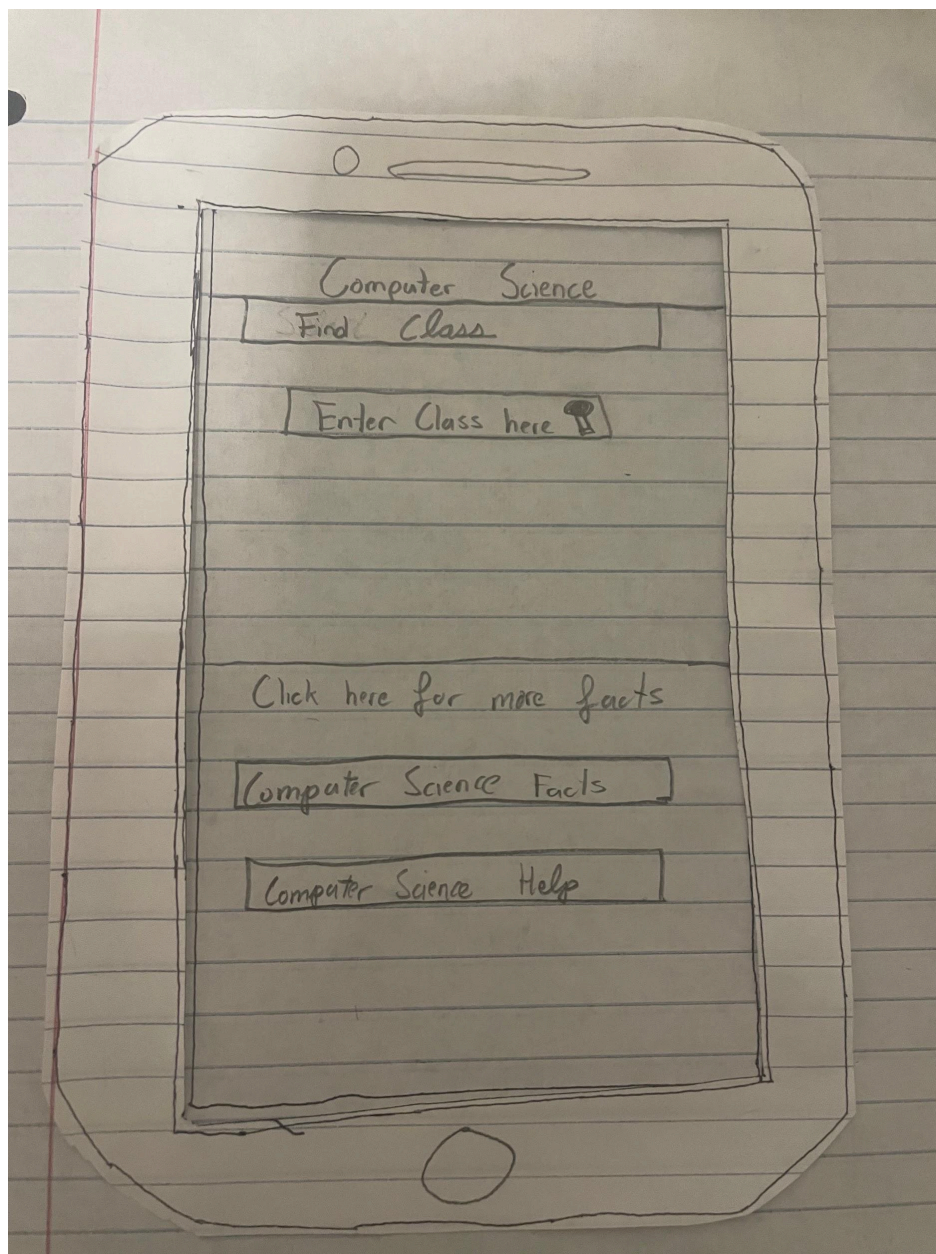 Computer Science
Find Class
Enter Class here
Click here for more facts
Computer Science Facts
Computer Science Help